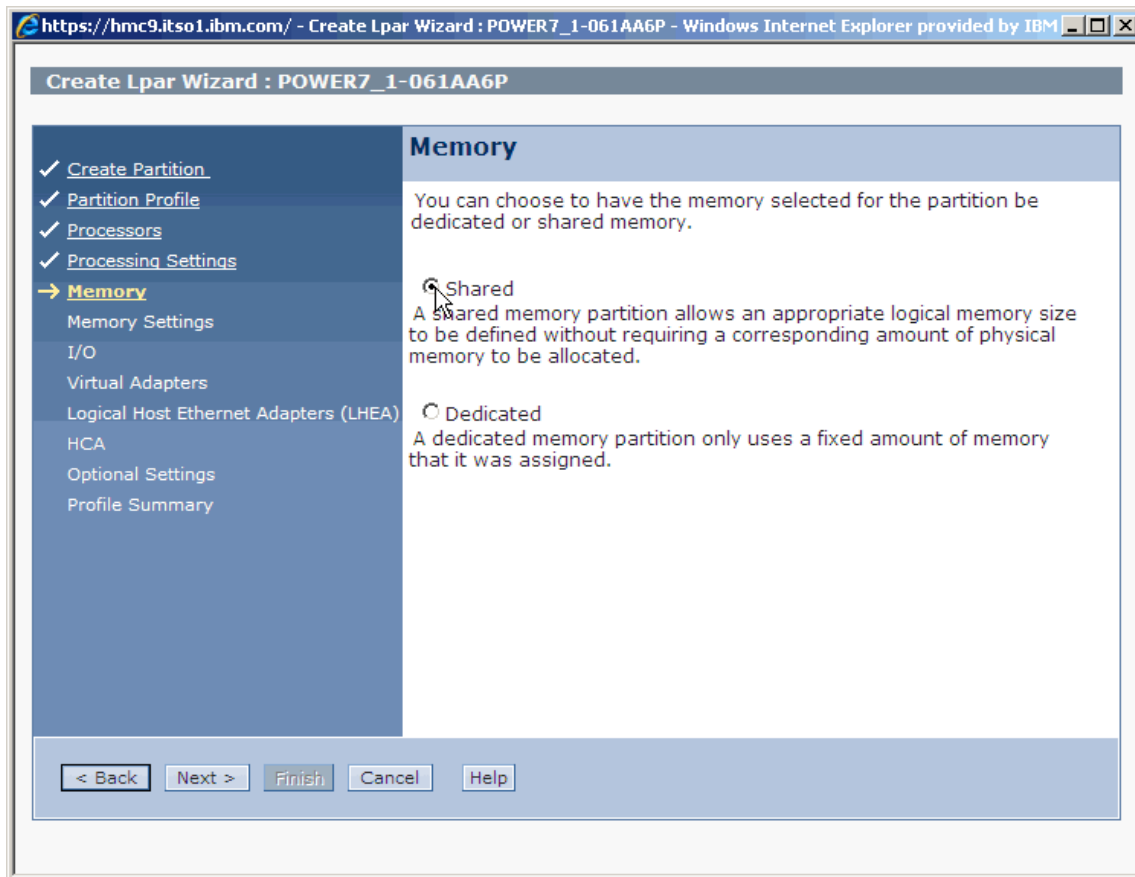 https://hmc9.itso1.ibm.com/ - Create Lpar Wizard : POWER7_1-061AA6P - Windows Internet Explorer provided by IBM
Create Lpar Wizard : POWER7_1-061AA6P
Create Partition
Partition Profile
Processors
Processing Settings
Memory
Memory Settings
I/O
Virtual Adapters
Logical Host Ethernet Adapters (LHEA)
HCA
Optional Settings
Profile Summary
Memory
You can choose to have the memory selected for the partition be
dedicated or shared memory.
Shared
A shared memory partition allows an appropriate logical memory size
to be defined without requiring a corresponding amount of physical
memory to be allocated.
Dedicated
A dedicated memory partition only uses a fixed amount of memory
that it was assigned.
< Back Next > Finish Cancel Help